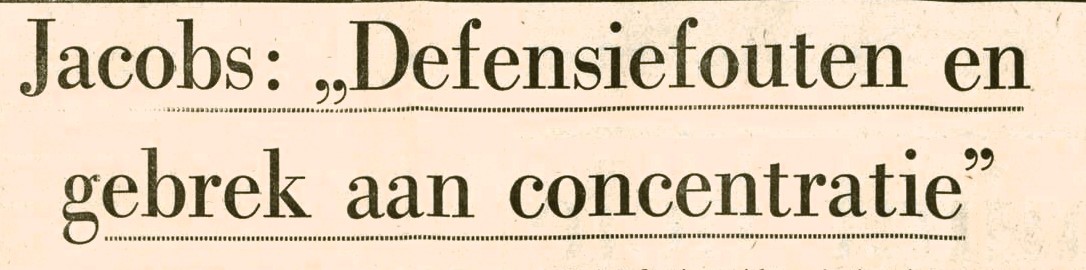 Jacobs: „Defensiefouten en
gebrek aan concentratie”